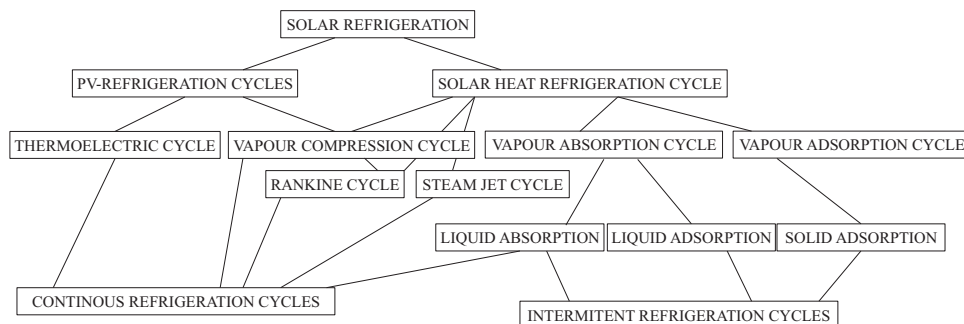 SOLAR REFRIGERATION
PV-REFRIGERATION CYCLES
SOLAR HEAT REFRIGERATION CYCLE
THERMOELECTRIC CYCLE
VAPOUR COMPRESSION CYCLE
VAPOUR ABSORPTION CYCLE
VAPOUR ADSORPTION CYCLE
RANKINE CYCLE
STEAM JET CYCLE
LIQUID ABSORPTION
LIQUID ADSORPTION
SOLID ADSORPTION
CONTINOUS REFRIGERATION CYCLES
INTERMITENT REFRIGERATION CYCLES